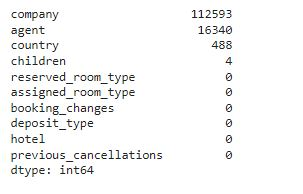 company 112593
agent 16340
country 488
children 4
reserved_room_type 0
assigned_room_type 0
booking_changes 0
deposit_type 0
hotel 0
previous_cancellations 0
dtype: int64